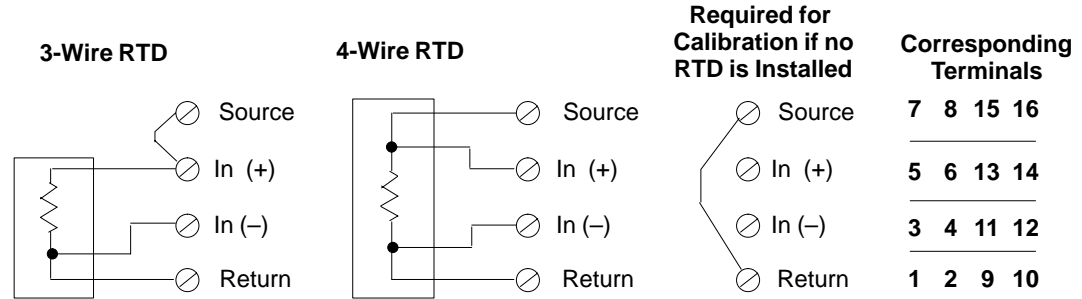 3-Wire RTD
Source
In (+)
In (–)
Return
4-Wire RTD
Source
In (+)
In (–)
Return
Required for
Calibration if no
RTD is Installed
Source
In (+)
In (–)
Return
Corresponding
Terminals
7 8 15 16
5 6 13 14
3 4 11 12
1 2 9 10